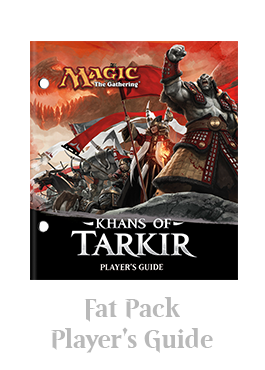 MAGIC
The Gathering®
KHANS OF
TARKIR
PLAYER'S GUIDE
Fat Pack
Player's Guide